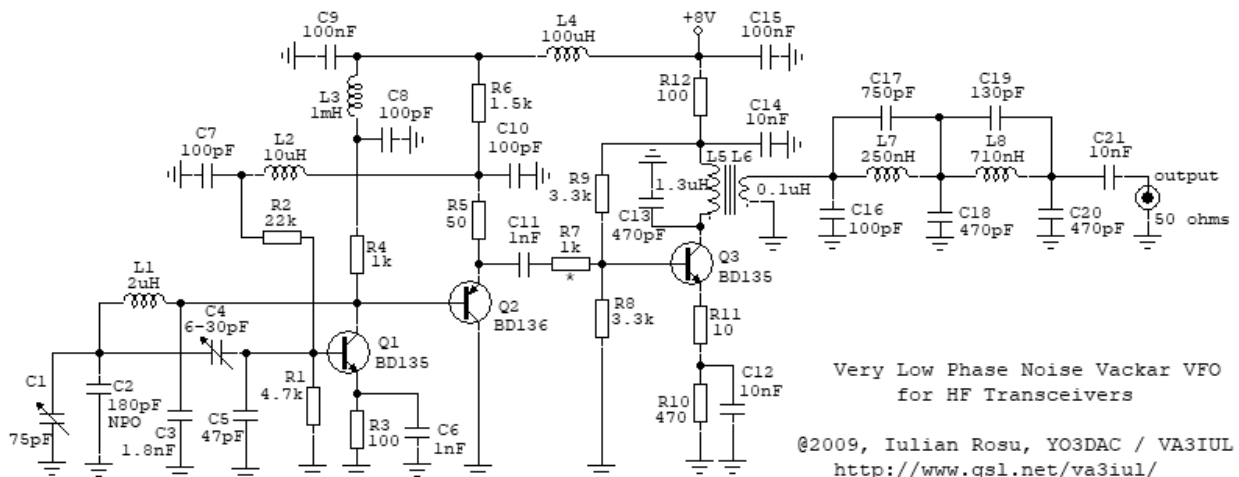 C9
100nF
L4
100uH
+8V
C15
100nF
L3
1mH
C8
100pF
R6
1.5k
R12
100
C14
10nF
C17
750pF
C19
130pF
C7
100pF
L2
10uH
C10
100pF
L5 L6
1.3uH
0.1uH
L7
250nH
L8
710nH
C21
10nF
output
50 ohms
R2
22k
R5
50
C11
1nF
R7
1k
*
R9
3.3k
C13
470pF
C16
100pF
C18
470pF
C20
470pF
R4
1k
Q3
BD135
L1
2uH
C4
6-30pF
Q2
BD136
R8
3.3k
R11
10
Q1
BD135
C1
75pF
C2
180pF
NPO
C3
1.8nF
C5
47pF
R1
4.7k
R3
100
C6
1nF
R10
470
C12
10nF
Very Low Phase Noise Vackar VFO
for HF Transceivers
@2009, Iulian Rosu, YO3DAC / VA3IUL
http://www.qsl.net/va3iul/